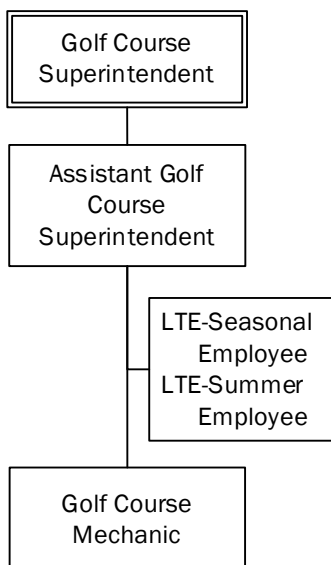 Golf Course
Superintendent
Assistant Golf
Course
Superintendent
LTE-Seasonal
Employee
LTE-Summer
Employee
Golf Course
Mechanic